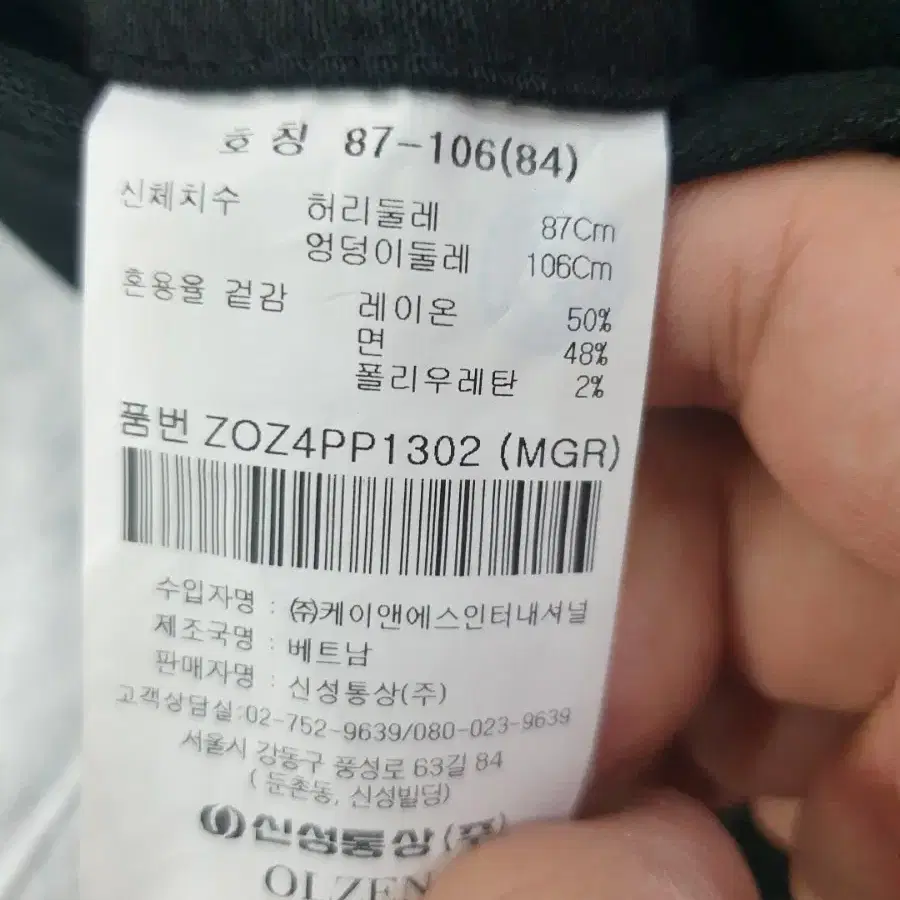 호 칭 87-106(84)
신체치수 허리둘레 87Cm
엉덩이둘레 106Cm
혼용율 겉감 레이온 50%
면 48%
폴리우레탄 2%
품번 ZOZ4PP1302 (MGR)
수입자명 : ㈜케이앤에스인터내셔널
제조국명 : 베트남
판매자명 : 신성통상(주)
고객상담실:02-752-9639/080-023-9639
서울시 강동구 풍성로 63길 84
( 둔촌동, 신성빌딩)
신성통상(주)
OLZEN